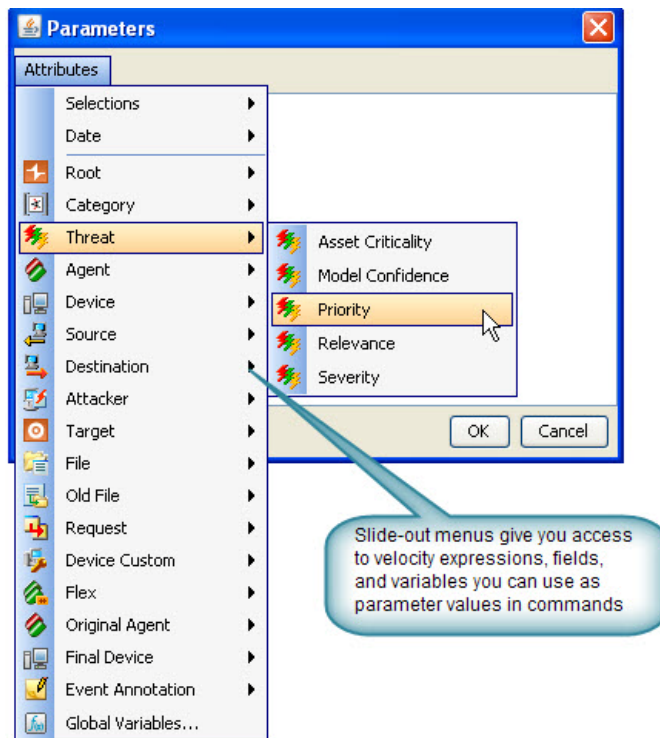 Parameters
Attributes
Selections
Date
Root
Category
Threat
Agent
Device
Source
Destination
Attacker
Target
File
Old File
Request
Device Custom
Flex
Original Agent
Final Device
Event Annotation
Global Variables...
Asset Criticality
Model Confidence
Priority
Relevance
Severity
OK
Cancel
Slide-out menus give you access
to velocity expressions, fields,
and variables you can use as
parameter values in commands